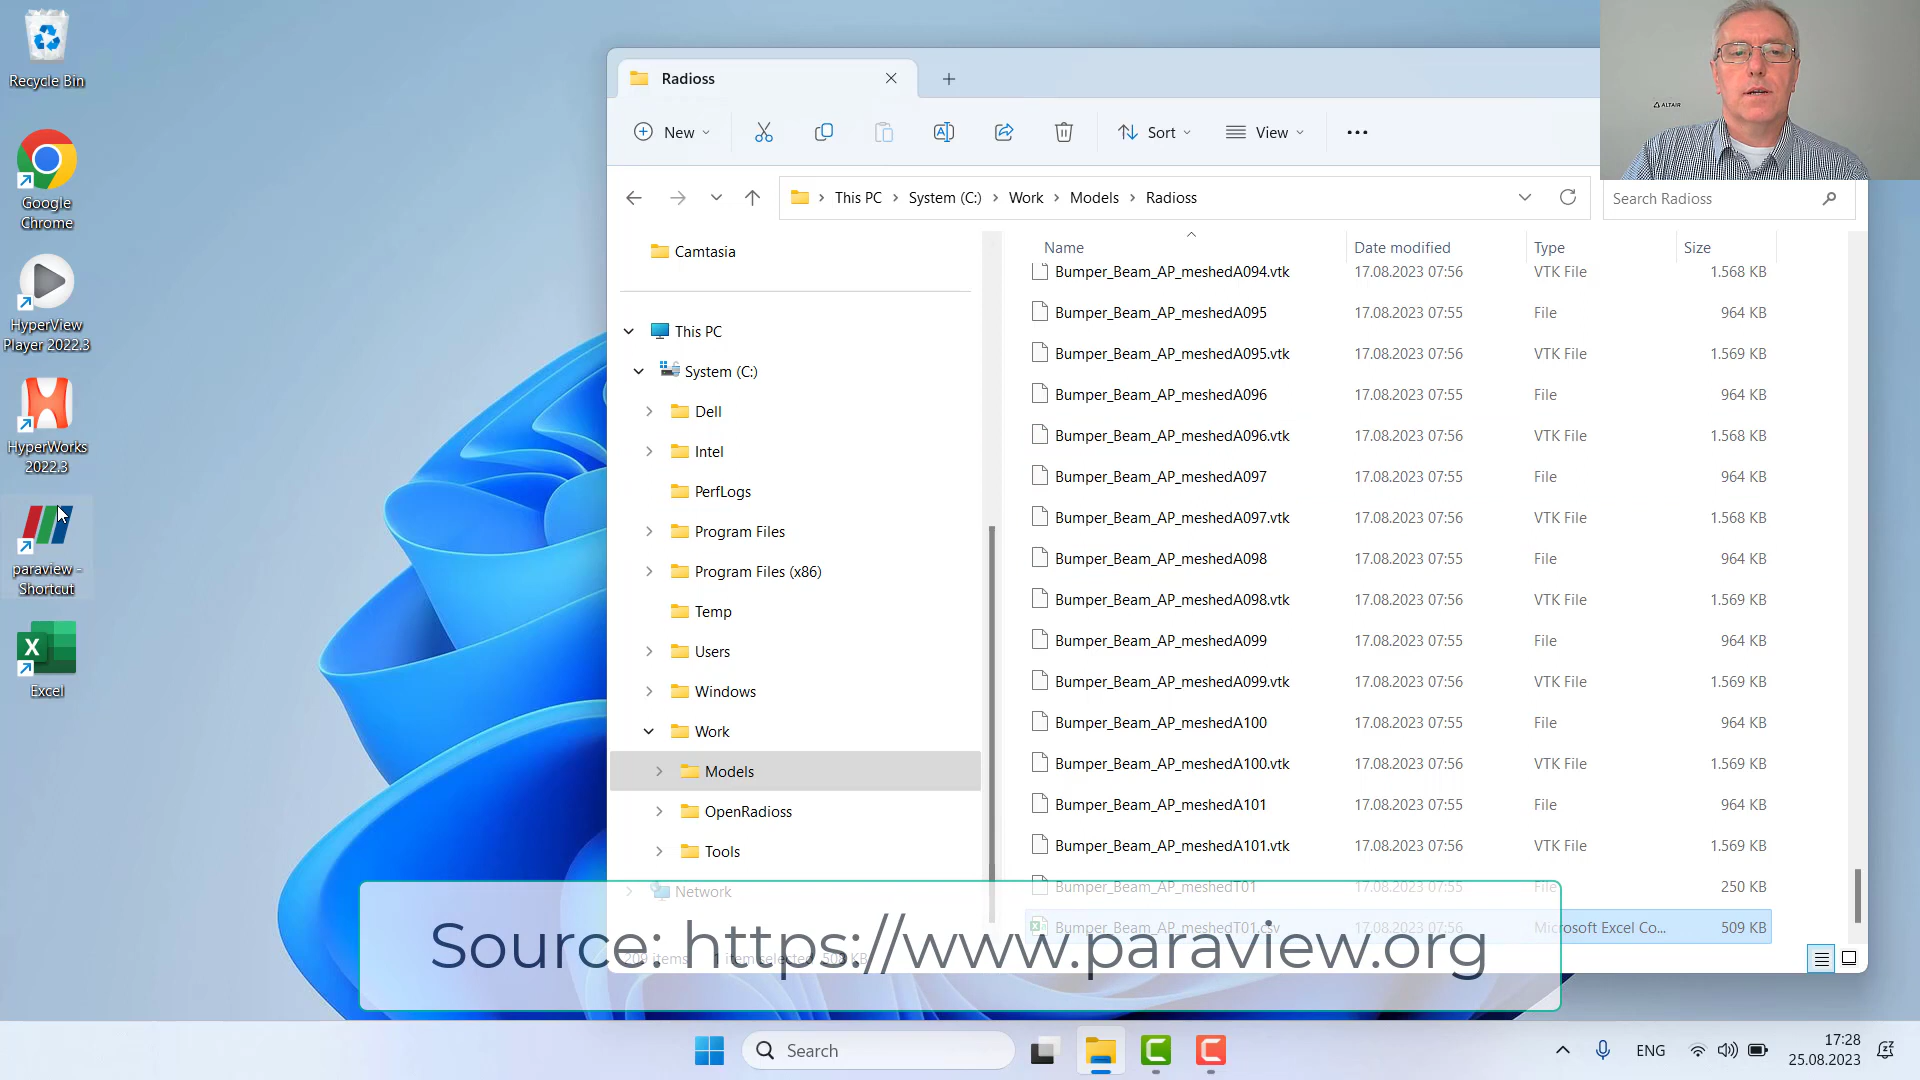 Recycle Bin
Google
Chrome
HyperView
Player 2022.3
HyperWorks
2022.3
paraview -
Shortcut
Excel
Radioss
New
Sort
View
This PC
System (C:)
Work
Models
Radioss
Search Radioss
ALTAIR
Camtasia
This PC
System (C:)
Dell
Intel
PerfLogs
Program Files
Program Files (x86)
Temp
Users
Windows
Work
Models
OpenRadioss
Tools
Network
Name Date modified Type Size
Bumper_Beam_AP_meshedA094.vtk 17.08.2023 07:56 VTK File 1.568 KB
Bumper_Beam_AP_meshedA095 17.08.2023 07:55 File 964 KB
Bumper_Beam_AP_meshedA095.vtk 17.08.2023 07:56 VTK File 1.569 KB
Bumper_Beam_AP_meshedA096 17.08.2023 07:55 File 964 KB
Bumper_Beam_AP_meshedA096.vtk 17.08.2023 07:56 VTK File 1.568 KB
Bumper_Beam_AP_meshedA097 17.08.2023 07:55 File 964 KB
Bumper_Beam_AP_meshedA097.vtk 17.08.2023 07:56 VTK File 1.568 KB
Bumper_Beam_AP_meshedA098 17.08.2023 07:55 File 964 KB
Bumper_Beam_AP_meshedA098.vtk 17.08.2023 07:56 VTK File 1.569 KB
Bumper_Beam_AP_meshedA099 17.08.2023 07:55 File 964 KB
Bumper_Beam_AP_meshedA099.vtk 17.08.2023 07:56 VTK File 1.569 KB
Bumper_Beam_AP_meshedA100 17.08.2023 07:55 File 964 KB
Bumper_Beam_AP_meshedA100.vtk 17.08.2023 07:56 VTK File 1.569 KB
Bumper_Beam_AP_meshedA101 17.08.2023 07:55 File 964 KB
Bumper_Beam_AP_meshedA101.vtk 17.08.2023 07:56 VTK File 1.569 KB
Bumper_Beam_AP_meshedT01 17.08.2023 07:55 File 250 KB
Bumper_Beam_AP_meshedT01.csv 17.08.2023 07:56 Microsoft Excel Co... 509 KB
209 items 1 item selected 508 KB
Source: https://www.paraview.org
Search
ENG
17:28
25.08.2023